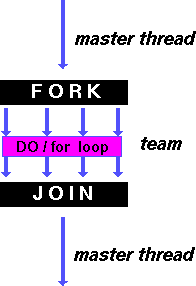 master thread
FORK
DO / for loop
team
JOIN
master thread